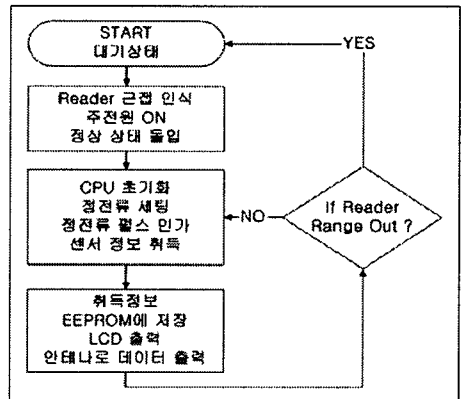 START
대기상태
YES
Reader 근접 인식
주전원 ON
정상 상태 돌입
CPU 초기화
정전류 세팅
정전류 펄스 인가
센서 정보 취득
NO
If Reader
Range Out ?
취득정보
EEPROM에 저장
LCD 출력
안테나로 데이터 출력